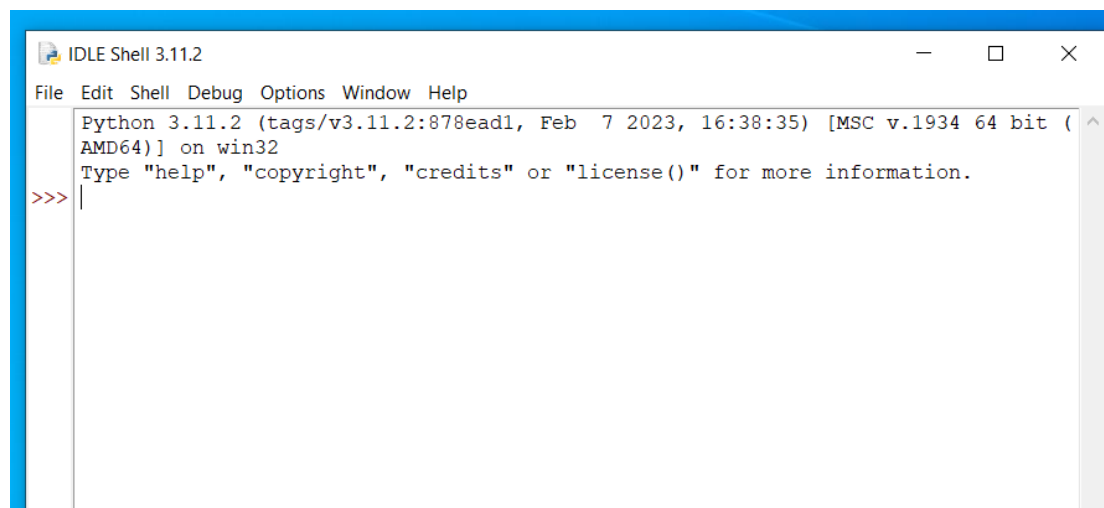 IDLE Shell 3.11.2
File Edit Shell Debug Options Window Help
Python 3.11.2 (tags/v3.11.2:878ead1, Feb  7 2023, 16:38:35) [MSC v.1934 64 bit (
AMD64)] on win32
Type "help", "copyright", "credits" or "license()" for more information.
>>>